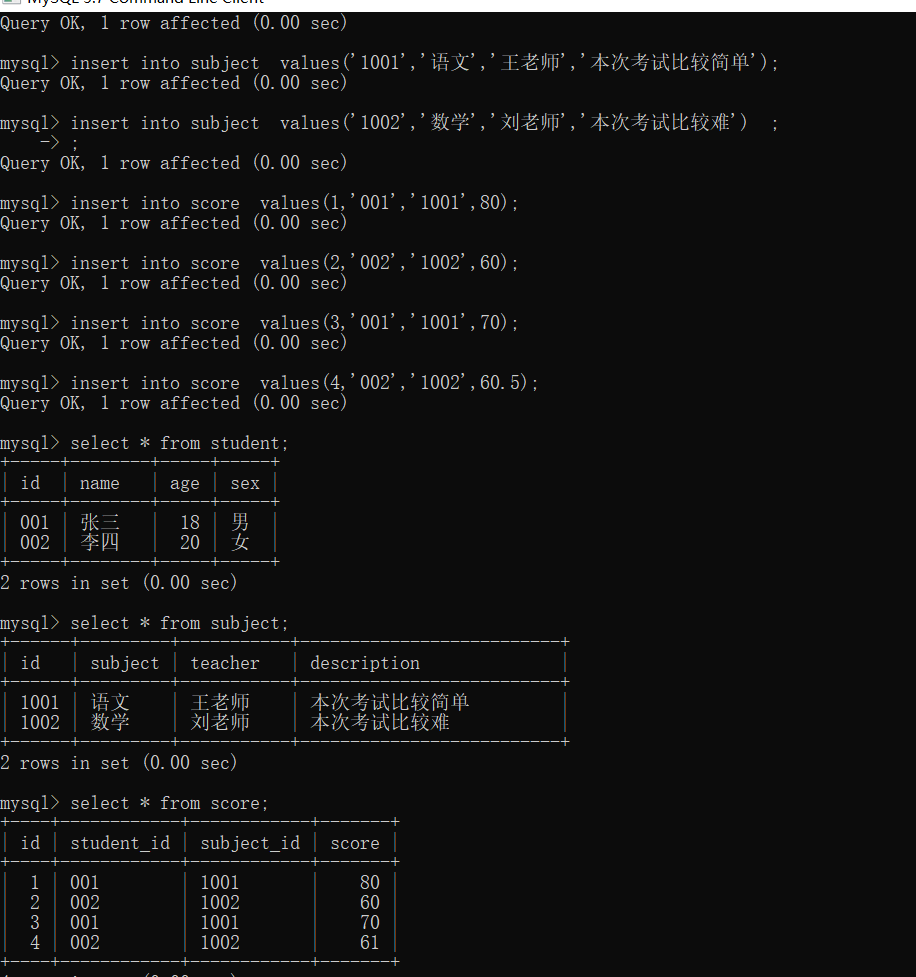 MySQL 5.7 Command Line Client
Query OK, 1 row affected (0.00 sec)
mysql> insert into subject  values('1001','语文','王老师','本次考试比较简单');
Query OK, 1 row affected (0.00 sec)
mysql> insert into subject  values('1002','数学','刘老师','本次考试比较难')  ;
    -> ;
Query OK, 1 row affected (0.00 sec)
mysql> insert into score  values(1,'001','1001',80);
Query OK, 1 row affected (0.00 sec)
mysql> insert into score  values(2,'002','1002',60);
Query OK, 1 row affected (0.00 sec)
mysql> insert into score  values(3,'001','1001',70);
Query OK, 1 row affected (0.00 sec)
mysql> insert into score  values(4,'002','1002',60.5);
Query OK, 1 row affected (0.00 sec)
mysql> select * from student;
+-----+--------+-----+-----+
| id  | name   | age | sex |
+-----+--------+-----+-----+
| 001 | 张三   |  18 | 男  |
| 002 | 李四   |  20 | 女  |
+-----+--------+-----+-----+
2 rows in set (0.00 sec)
mysql> select * from subject;
+------+---------+-----------+--------------------------+
| id   | subject | teacher   | description              |
+------+---------+-----------+--------------------------+
| 1001 | 语文    | 王老师    | 本次考试比较简单         |
| 1002 | 数学    | 刘老师    | 本次考试比较难           |
+------+---------+-----------+--------------------------+
2 rows in set (0.00 sec)
mysql> select * from score;
+----+------------+------------+-------+
| id | student_id | subject_id | score |
+----+------------+------------+-------+
|  1 | 001        | 1001       |    80 |
|  2 | 002        | 1002       |    60 |
|  3 | 001        | 1001       |    70 |
|  4 | 002        | 1002       |    61 |
+----+------------+------------+-------+